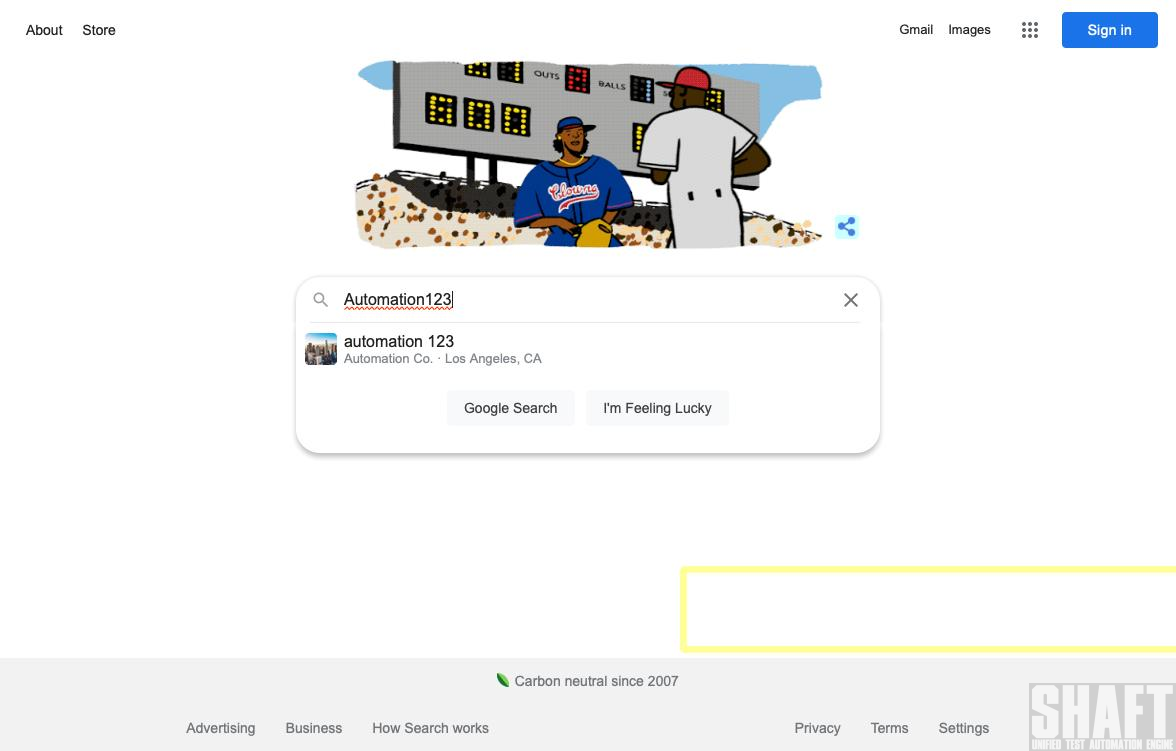 About Store
Gmail Images
Sign in
OUTS
BALLS
Clowns
Automation123
automation 123
Automation Co. · Los Angeles, CA
Google Search
I'm Feeling Lucky
Carbon neutral since 2007
Advertising Business How Search works
Privacy Terms Settings
SHAFT
UNIFIED TEST AUTOMATION ENGINE